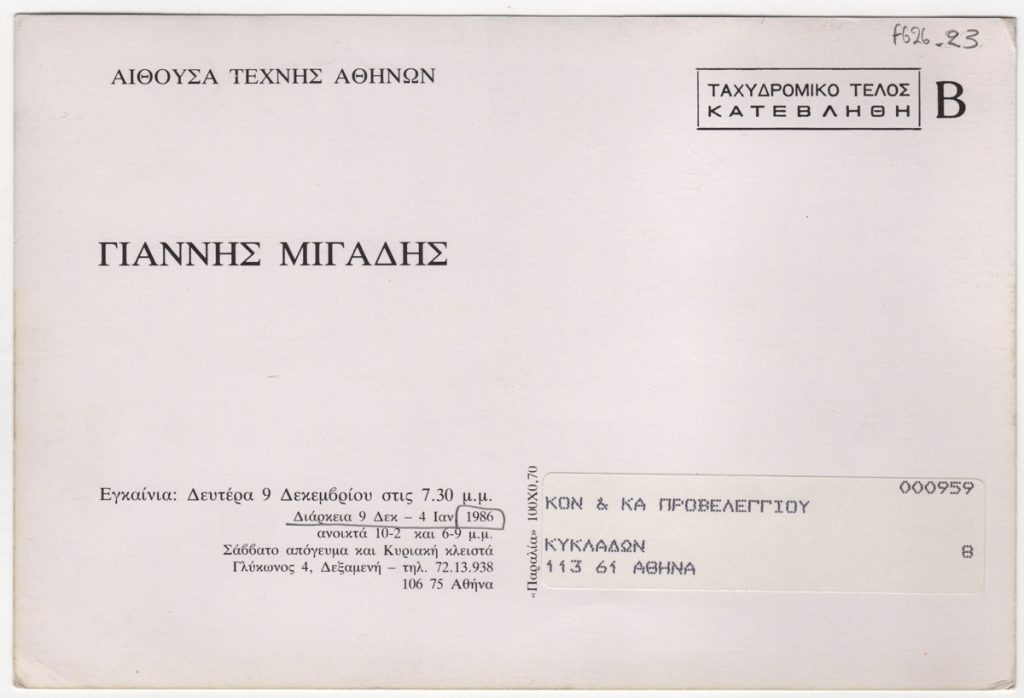 f626-23
ΑΙΘΟΥΣΑ ΤΕΧΝΗΣ ΑΘΗΝΩΝ
ΤΑΧΥΔΡΟΜΙΚΟ ΤΕΛΟΣ
ΚΑΤΕΒΛΗΘΗ
Β
ΓΙΑΝΝΗΣ ΜΙΓΑΔΗΣ
Εγκαίνια: Δευτέρα 9 Δεκεμβρίου στις 7.30 μ.μ.
Διάρκεια 9 Δεκ – 4 Ιαν 1986
ανοικτά 10-2 και 6-9 μ.μ.
Σάββατο απόγευμα και Κυριακή κλειστά
Γλύκωνος 4, Δεξαμενή – τηλ. 72.13.938
106 75 Αθήνα
«Παραλία» 100Χ0,70
000959
ΚΟΝ & ΚΑ ΠΡΟΒΕΛΕΓΓΙΟΥ
ΚΥΚΛΑΔΩΝ 8
113 61 ΑΘΗΝΑ